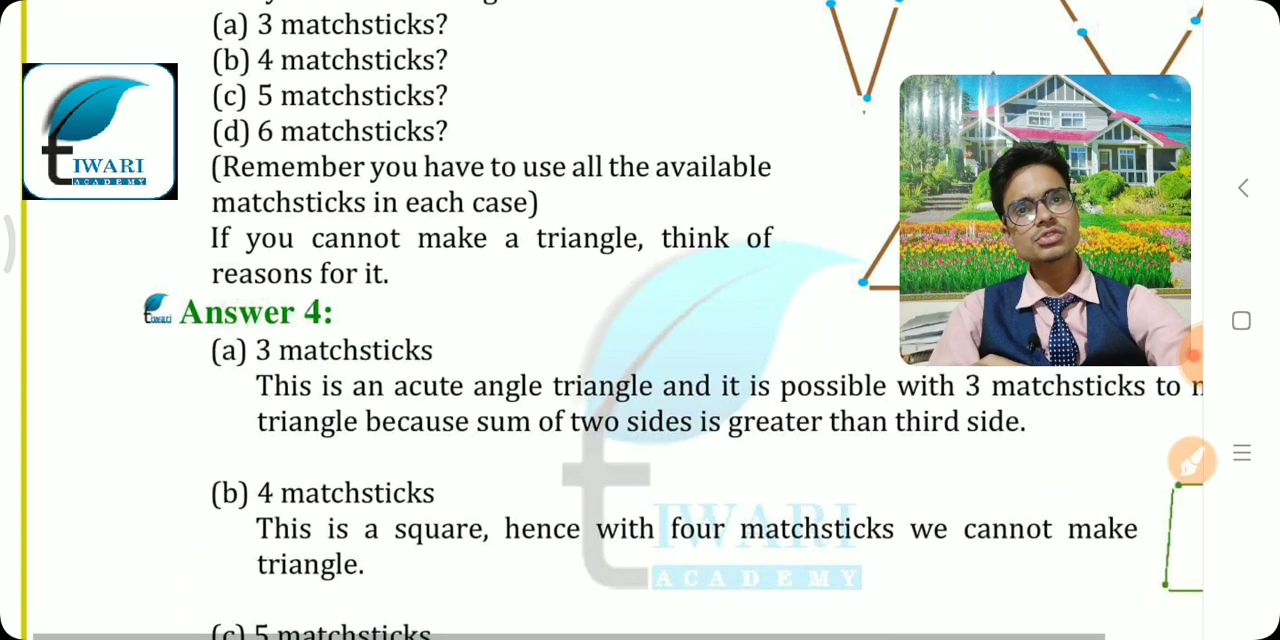 (a) 3 matchsticks?
(b) 4 matchsticks?
(c) 5 matchsticks?
(d) 6 matchsticks?
(Remember you have to use all the available
matchsticks in each case)
If you cannot make a triangle, think of
reasons for it.
tIWARI
ACADEMY
Answer 4:
(a) 3 matchsticks
This is an acute angle triangle and it is possible with 3 matchsticks to
triangle because sum of two sides is greater than third side.
(b) 4 matchsticks
This is a square, hence with four matchsticks we cannot make
triangle.
tIWARI
ACADEMY
(c) 5 matchsticks